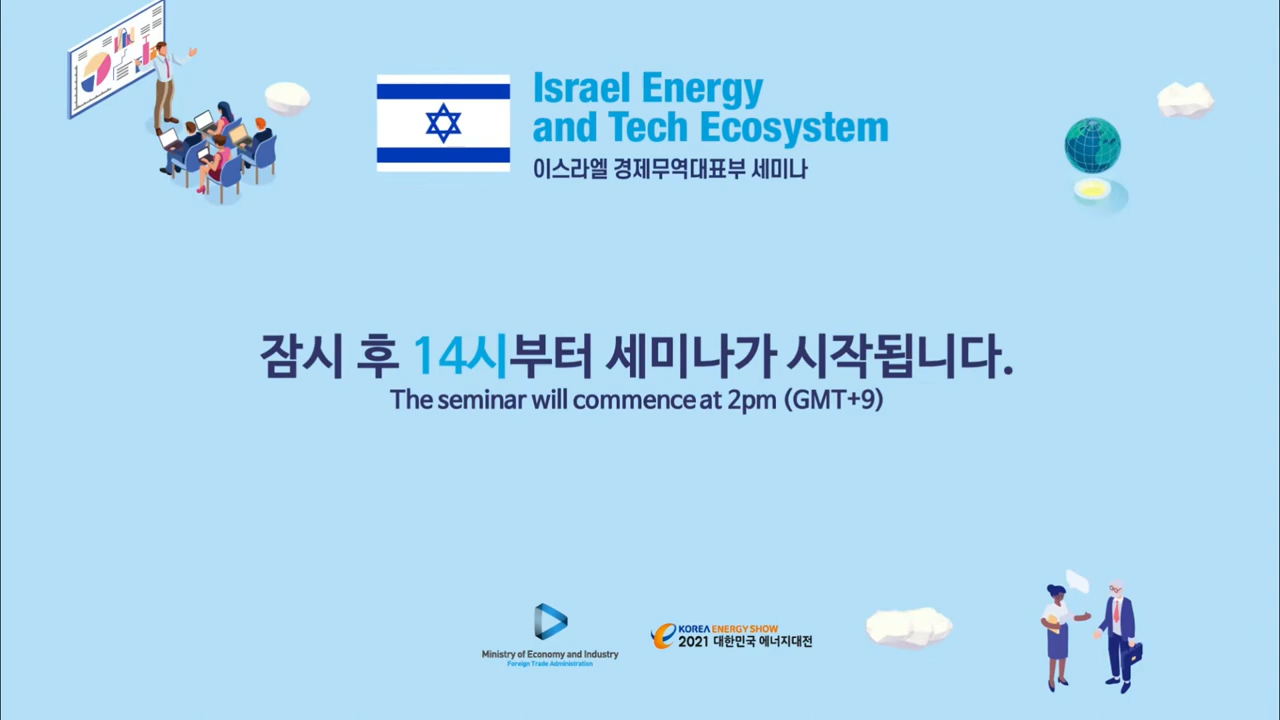 Israel Energy
and Tech Ecosystem
이스라엘 경제무역대표부 세미나
잠시 후 14시부터 세미나가 시작됩니다.
The seminar will commence at 2pm (GMT+9)
Ministry of Economy and Industry
Foreign Trade Administration
KOREA ENERGY SHOW
2021 대한민국 에너지대전